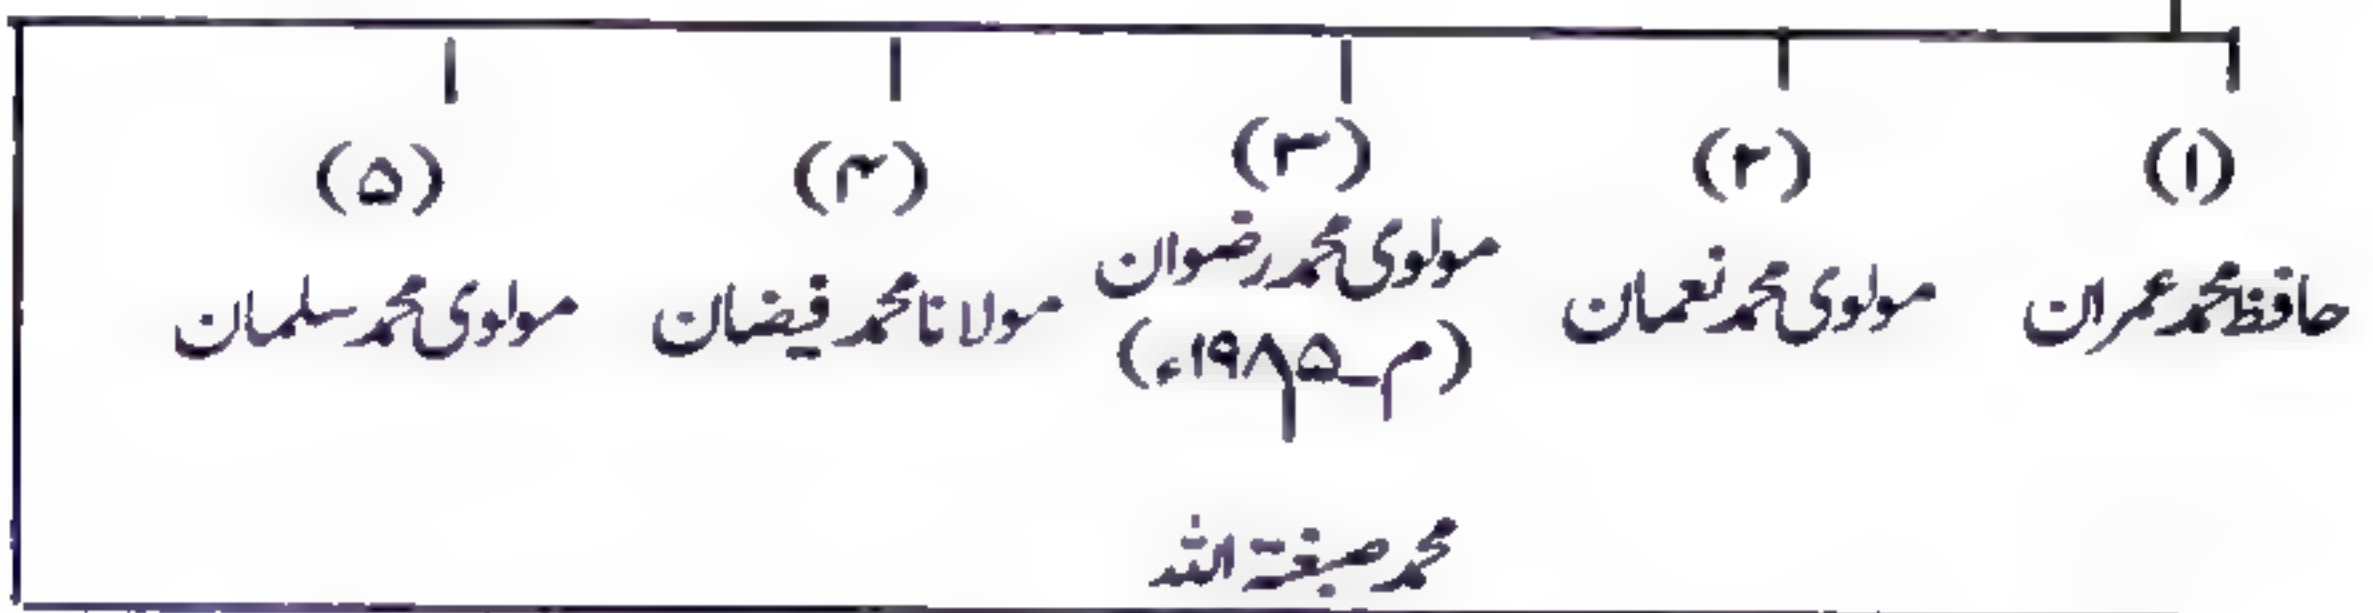 (۱)
حافظ محمد عمران
(۲)
مولوی محمد نعمان
(۳)
مولوی محمد رضوان
(م_۱۹۸۵ء)
محمد صبغۃ اللہ
(۴)
مولانا محمد فیضان
(۵)
مولوی محمد سلمان